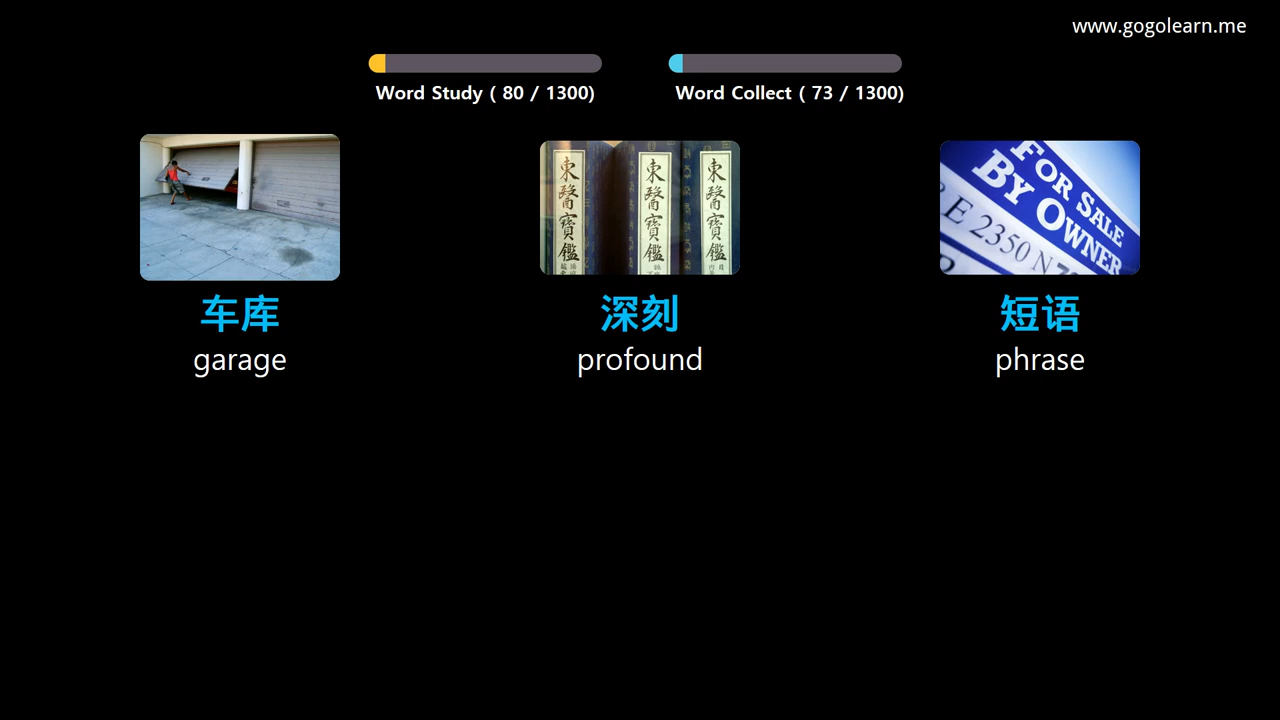 www.gogolearn.me
Word Study ( 80 / 1300)
Word Collect ( 73 / 1300)
東醫寶鑑
東醫寶鑑
東醫寶鑑
FOR SALE
BY OWNER
E 2350 N
车库
garage
深刻
profound
短语
phrase